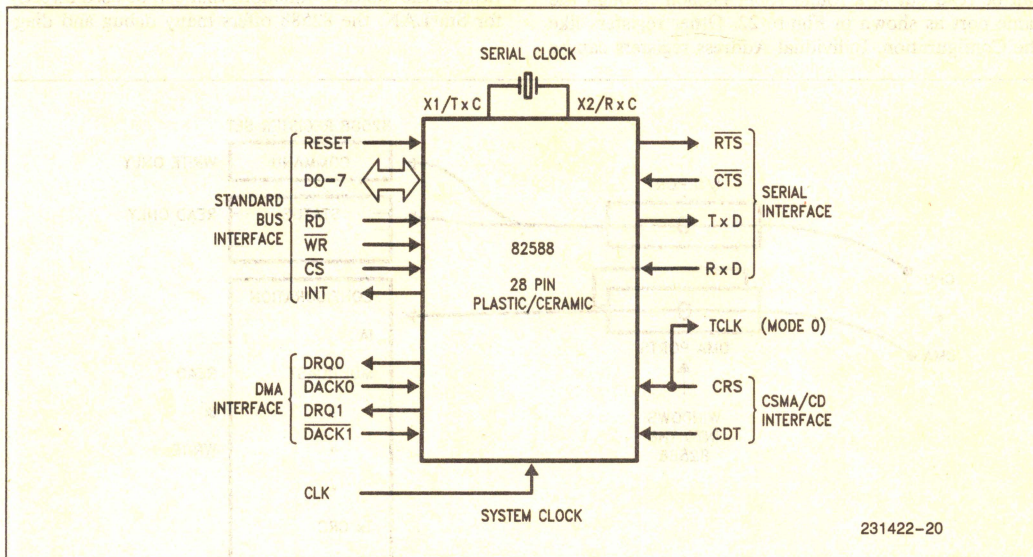 SERIAL CLOCK
X1/TxC X2/RxC
RESET
DO-7
RD
WR
CS
INT
STANDARD
BUS
INTERFACE
DRQ0
DACK0
DRQ1
DACK1
DMA
INTERFACE
CLK
SYSTEM CLOCK
82588
28 PIN
PLASTIC/CERAMIC
RTS
CTS
TxD
RxD
SERIAL
INTERFACE
TCLK (MODE 0)
CRS
CDT
CSMA/CD
INTERFACE
231422-20